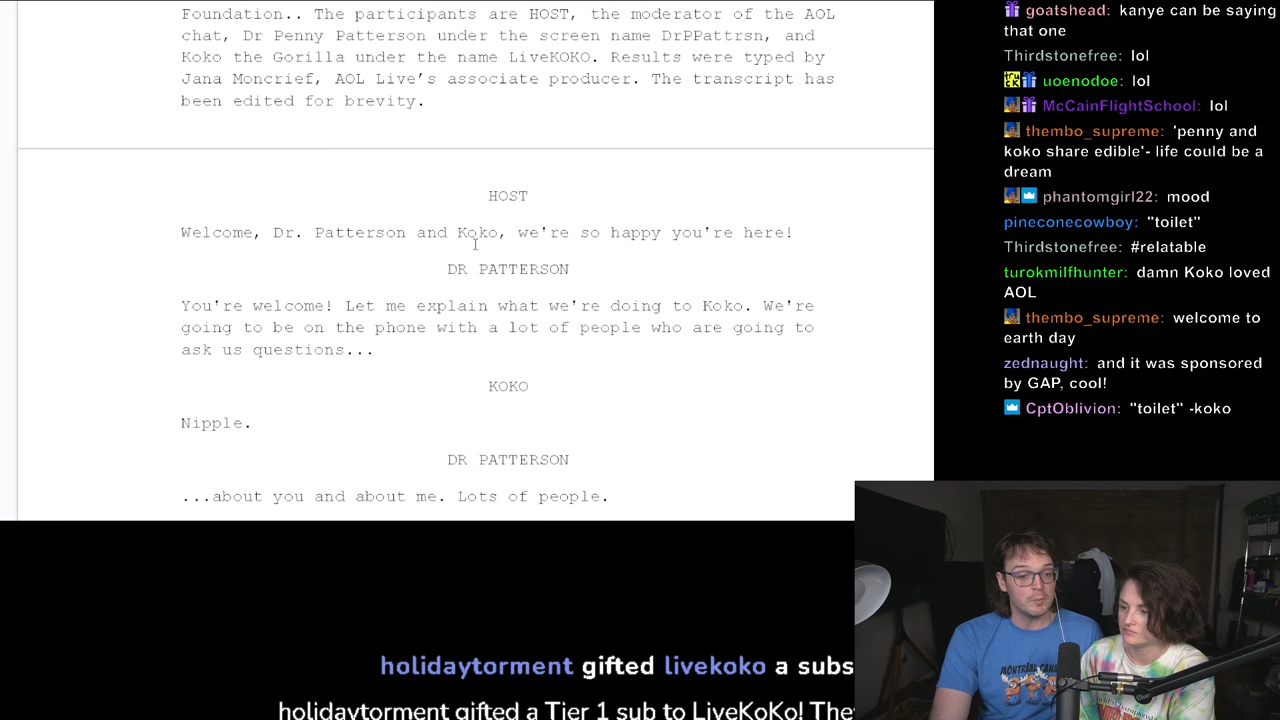 Foundation.. The participants are HOST, the moderator of the AOL
chat, Dr Penny Patterson under the screen name DrPPattrsn, and
Koko the Gorilla under the name LiveKOKO. Results were typed by
Jana Moncrief, AOL Live's associate producer. The transcript has
been edited for brevity.
HOST
Welcome, Dr. Patterson and Koko, we're so happy you're here!
DR PATTERSON
You're welcome! Let me explain what we're doing to Koko. We're
going to be on the phone with a lot of people who are going to
ask us questions...
KOKO
Nipple.
DR PATTERSON
...about you and about me. Lots of people.
goatshead: kanye can be saying
that one
Thirdstonefree: lol
uoenodoe: lol
McCainFlightSchool: lol
thembo_supreme: 'penny and
koko share edible'- life could be a
dream
phantomgirl22: mood
pineconecowboy: "toilet"
Thirdstonefree: #relatable
turokmilfhunter: damn Koko loved
AOL
thembo_supreme: welcome to
earth day
zednaught: and it was sponsored
by GAP, cool!
CptOblivion: "toilet" -koko
holidaytorment gifted livekoko a subs
holidaytorment gifted a Tier 1 sub to LiveKoKo! They
MONTREAL CANA